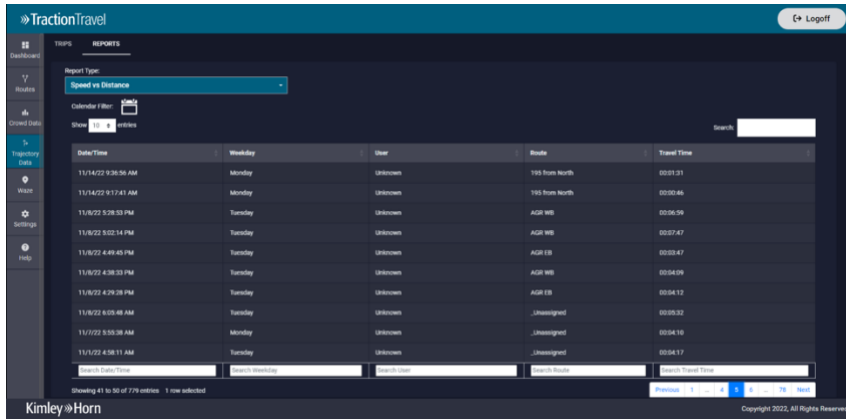 TractionTravel
Logoff
Dashboard
Routes
Crowd Data
Trajectory
Data
Waze
Settings
Help
TRIPS REPORTS
Report Type:
Speed vs Distance
Calendar Filter:
Show 10 entries
Search:
Date/Time Weekday User Route Travel Time
11/14/22 9:36:56 AM Monday Unknown 195 from North 00:01:31
11/14/22 9:17:41 AM Monday Unknown 195 from North 00:00:46
11/8/22 5:28:53 PM Tuesday Unknown AGR WB 00:06:59
11/8/22 5:02:14 PM Tuesday Unknown AGR WB 00:07:47
11/8/22 4:49:45 PM Tuesday Unknown AGR EB 00:03:47
11/8/22 4:38:33 PM Tuesday Unknown AGR WB 00:04:09
11/8/22 4:29:28 PM Tuesday Unknown AGR EB 00:04:12
11/8/22 6:05:48 AM Tuesday Unknown _Unassigned 00:05:32
11/7/22 5:55:38 AM Monday Unknown _Unassigned 00:04:10
11/1/22 4:58:11 AM Tuesday Unknown _Unassigned 00:04:17
Search Date/Time Search Weekday Search User Search Route Search Travel Time
Showing 41 to 50 of 779 entries 1 row selected
Previous 1 ... 4 5 6 ... 78 Next
Kimley»Horn
Copyright 2022, All Rights Reserve